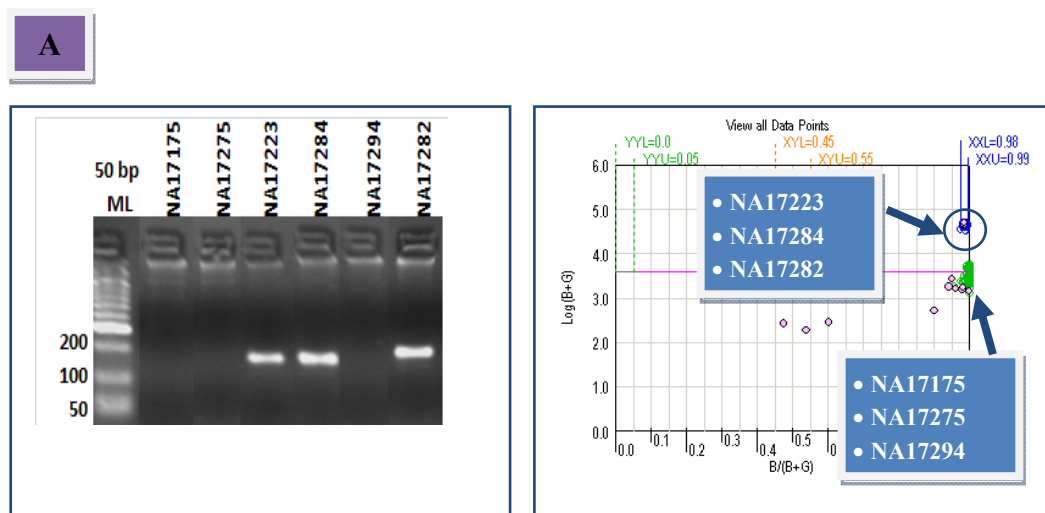 A
50 bp
ML
NA17175
NA17275
NA17223
NA17284
NA17294
NA17282
200
100
50
View all Data Points
YYL=0.0
YYU=0.05
XYL=0.45
XYU=0.55
XXL=0.98
XXU=0.99
6.0
5.0
4.0
3.0
2.0
1.0
0.0
Log (B+G)
• NA17223
• NA17284
• NA17282
• NA17175
• NA17275
• NA17294
0.0
0.1
0.2
0.3
0.4
0.5
B/(B+G)